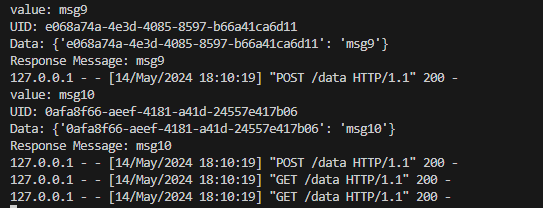 value: msg9
UID: e068a74a-4e3d-4085-8597-b66a41ca6d11
Data: {'e068a74a-4e3d-4085-8597-b66a41ca6d11': 'msg9'}
Response Message: msg9
127.0.0.1 - - [14/May/2024 18:10:19] "POST /data HTTP/1.1" 200 -
value: msg10
UID: 0afa8f66-aeef-4181-a41d-24557e417b06
Data: {'0afa8f66-aeef-4181-a41d-24557e417b06': 'msg10'}
Response Message: msg10
127.0.0.1 - - [14/May/2024 18:10:19] "POST /data HTTP/1.1" 200 -
127.0.0.1 - - [14/May/2024 18:10:19] "GET /data HTTP/1.1" 200 -
127.0.0.1 - - [14/May/2024 18:10:19] "GET /data HTTP/1.1" 200 -